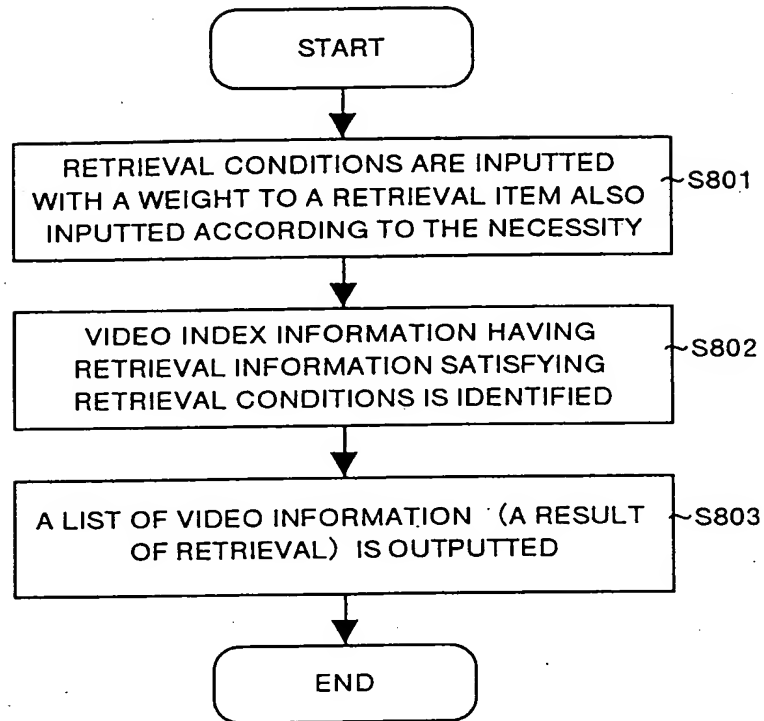 START
RETRIEVAL CONDITIONS ARE INPUTTED
WITH A WEIGHT TO A RETRIEVAL ITEM ALSO
INPUTTED ACCORDING TO THE NECESSITY
~S801
VIDEO INDEX INFORMATION HAVING
RETRIEVAL INFORMATION SATISFYING
RETRIEVAL CONDITIONS IS IDENTIFIED
~S802
A LIST OF VIDEO INFORMATION (A RESULT
OF RETRIEVAL) IS OUTPUTTED
~S803
END